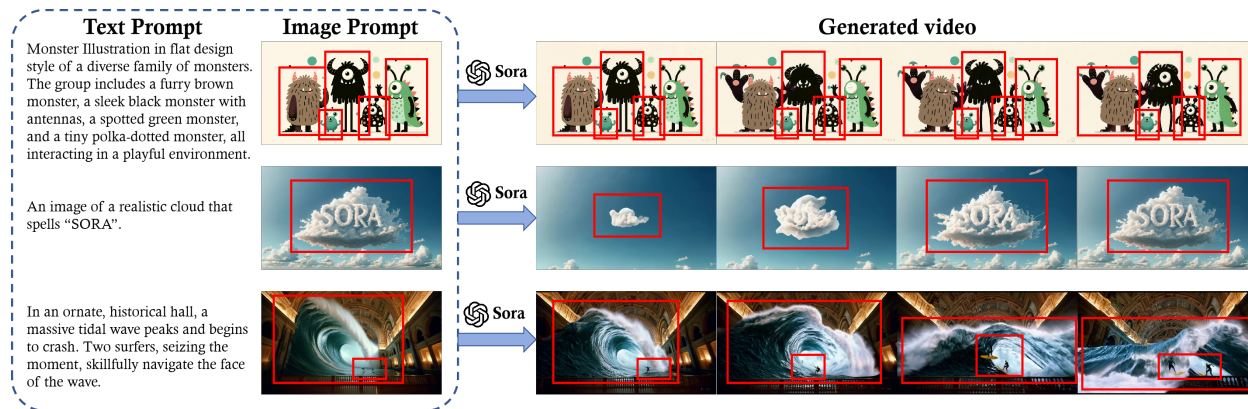 Text Prompt
Image Prompt
Generated video
Monster Illustration in flat design
style of a diverse family of monsters.
The group includes a furry brown
monster, a sleek black monster with
antennas, a spotted green monster,
and a tiny polka-dotted monster, all
interacting in a playful environment.
Sora
An image of a realistic cloud that
spells “SORA”.
SORA
Sora
SORA
SORA
In an ornate, historical hall, a
massive tidal wave peaks and begins
to crash. Two surfers, seizing the
moment, skillfully navigate the face
of the wave.
Sora